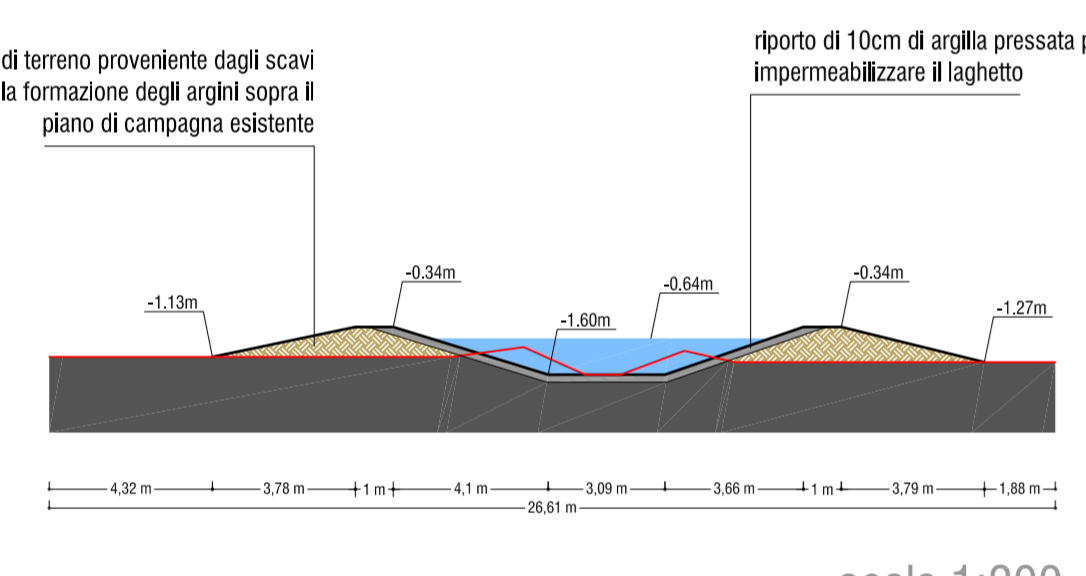 di terreno proveniente dagli scavi
la formazione degli argini sopra il
piano di campagna esistente
riporto di 10cm di argilla pressata
impermeabilizzare il laghetto
-1.13m
-0.34m
-1.60m
-0.64m
-0.34m
-1.27m
4,32 m
3,78 m
1 m
4,1 m
3,09 m
3,66 m
1 m
3,79 m
1,88 m
26,61 m